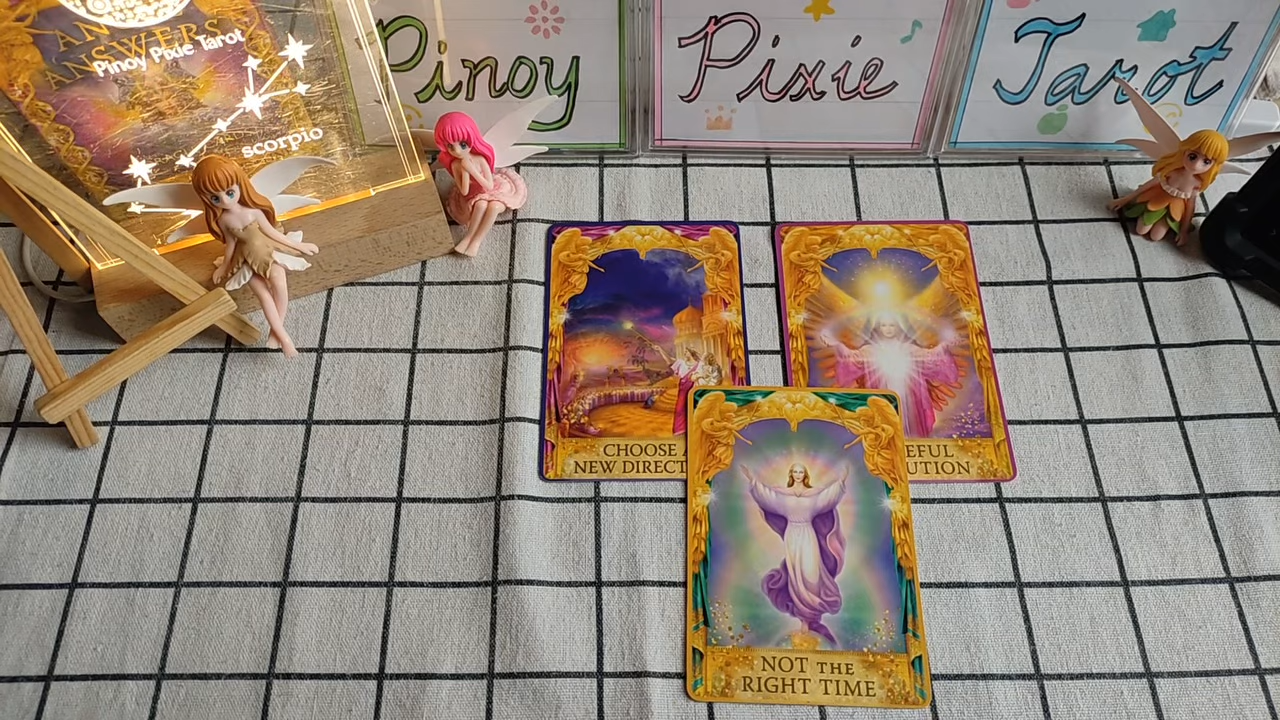 ANSWERS
Pinoy Pixie Tarot
scorpio
Pinoy
Pixie
Tarot
CHOOSE
NEW DIRECT
EFUL
UTION
NOT THE
RIGHT TIME